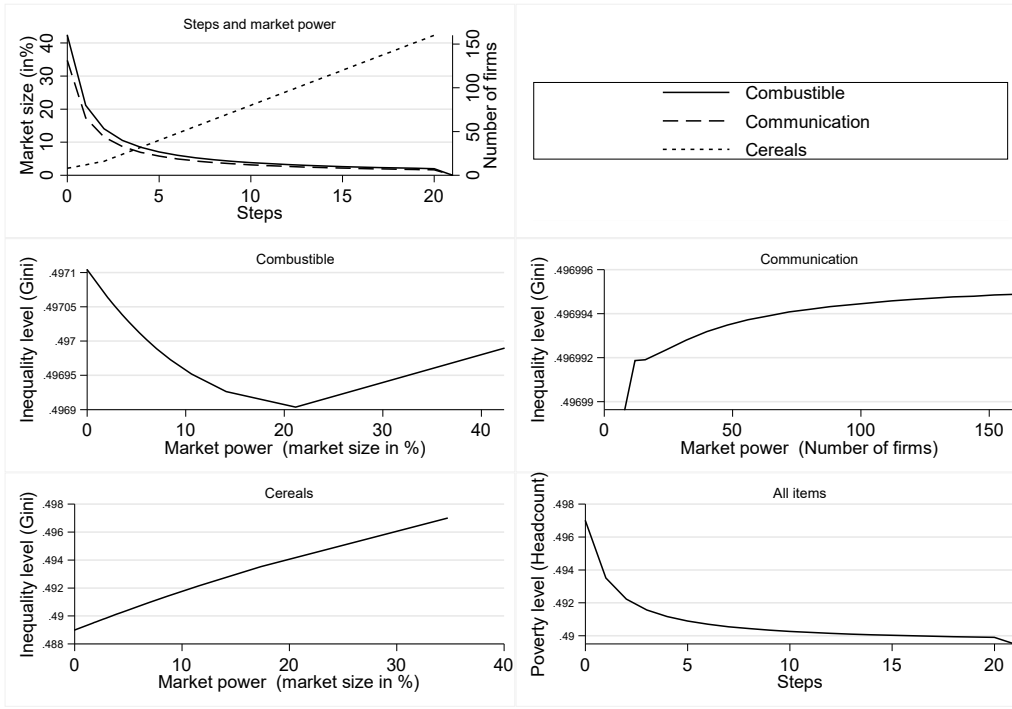 Steps and market power
Market size (in%)
0 10 20 30 40
Number of firms
0 50 100 150
0 5 10 15 20
Steps
Combustible
Communication
Cereals
Combustible
Inequality level (Gini)
.4971
.49705
.497
.49695
.4969
0 10 20 30 40
Market power (market size in %)
Communication
Inequality level (Gini)
.496996
.496994
.496992
.49699
0 50 100 150
Market power (Number of firms)
Cereals
Inequality level (Gini)
.498
.496
.494
.492
.49
.488
0 10 20 30 40
Market power (market size in %)
All items
Poverty level (Headcount)
.498
.496
.494
.492
.49
0 5 10 15 20
Steps